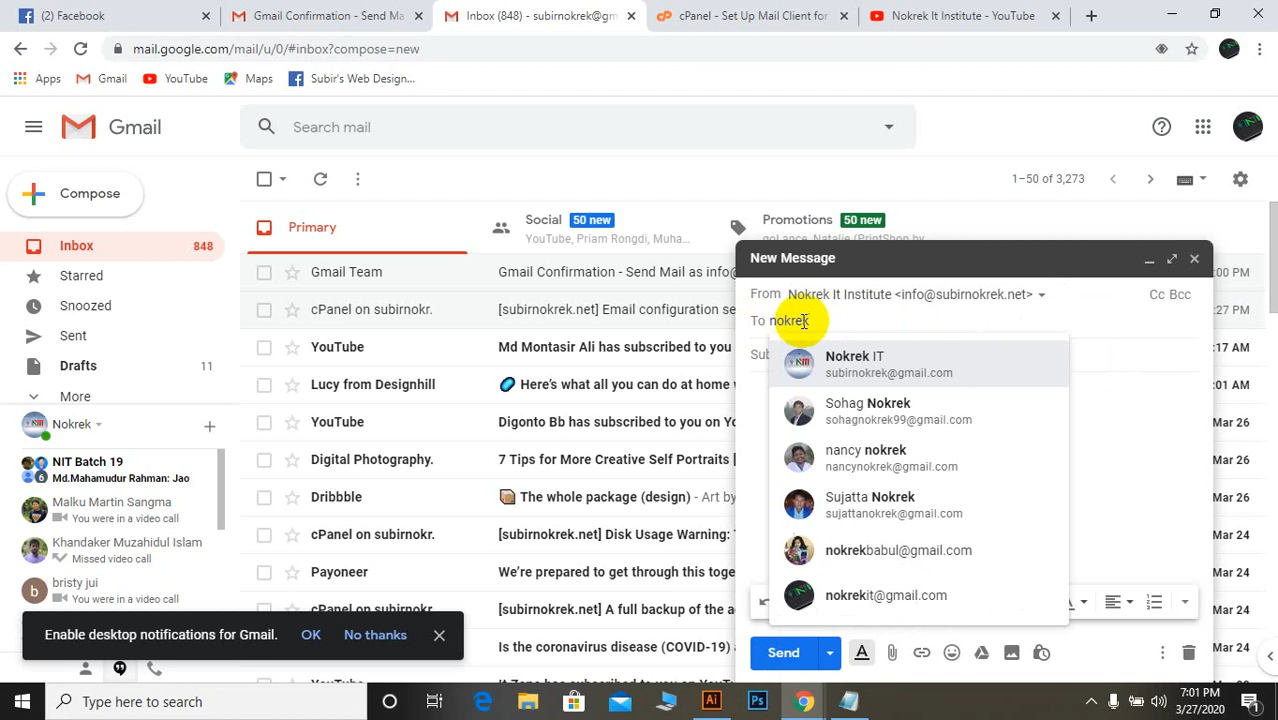 Facebook
Gmail Confirmation - Send Ma
Inbox (848) - subirnokrek@gm
cPanel - Set Up Mail Client for
Nokrek It Institute - YouTube
mail.google.com/mail/u/0/#inbox?compose=new
Apps
Gmail
YouTube
Maps
Subir's Web Design...
Gmail
Search mail
Compose
1–50 of 3,273
Primary
Social 50 new
YouTube, Priam Rongdi, Muha...
Promotions 50 new
goLance, Natalie (PrintShop by
Inbox 848
Starred
Snoozed
Sent
Drafts 6
More
Gmail Team Gmail Confirmation - Send Mail as info@
cPanel on subirnokr. [subirnokrek.net] Email configuration se
:27 PM
YouTube Md Montasir Ali has subscribed to you
Lucy from Designhill Here's what all you can do at home
YouTube Digonto Bb has subscribed to you on Yo
Mar 26
Digital Photography. 7 Tips for More Creative Self Portraits
Mar 26
Dribbble The whole package (design) - Art by
Mar 26
cPanel on subirnokr. [subirnokrek.net] Disk Usage Warning:
Payoneer We're prepared to get through this toge
cPanel on subirnokr. [subirnokrek.net] A full backup of the a
Mar 24
Is the coronavirus disease (COVID-19)
Mar 24
Nokrek
NIT Batch 19
Md.Mahamudur Rahman: Jao
6
Malku Martin Sangma
You were in a video call
Khandaker Muzahidul Islam
Missed video call
bristy jui
You were in a video call
Enable desktop notifications for Gmail. OK No thanks
New Message
From Nokrek It Institute <info@subirnokrek.net>
Cc Bcc
To nokrek
Sub
Nokrek IT
subirnokrek@gmail.com
Sohag Nokrek
sohagnokrek99@gmail.com
nancy nokrek
nancynokrek@gmail.com
Sujatta Nokrek
sujattanokrek@gmail.com
nokrekbabul@gmail.com
nokrekit@gmail.com
Send
Type here to search
Ai
Ps
7:01 PM
3/27/2020